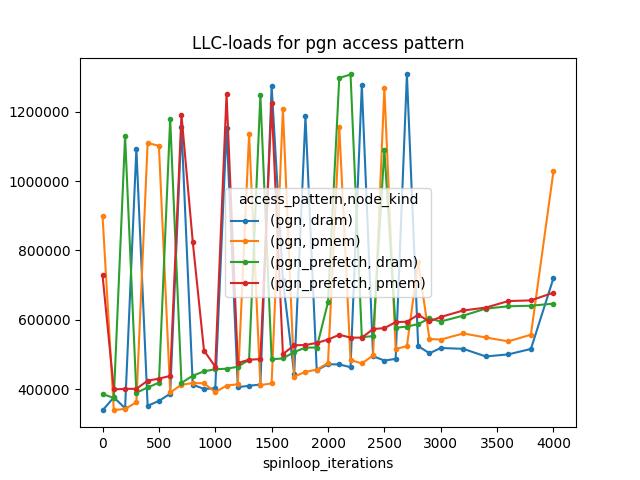 LLC-loads for pgn access pattern
1200000
1000000
800000
600000
400000
access_pattern,node_kind
(pgn, dram)
(pgn, pmem)
(pgn_prefetch, dram)
(pgn_prefetch, pmem)
0 500 1000 1500 2000 2500 3000 3500 4000
spinloop_iterations